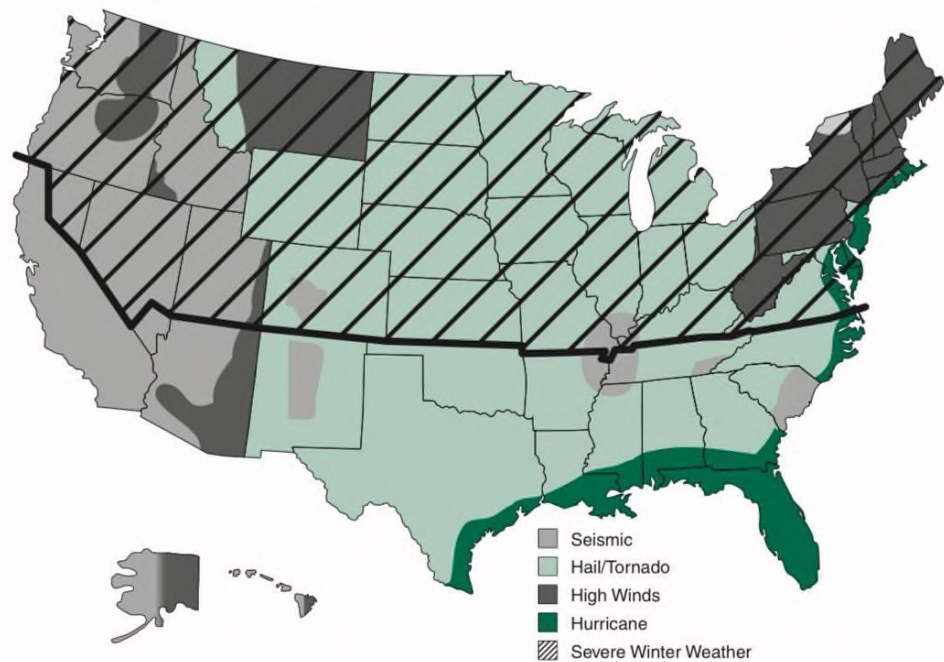 Seismic
Hail/Tornado
High Winds
Hurricane
Severe Winter Weather